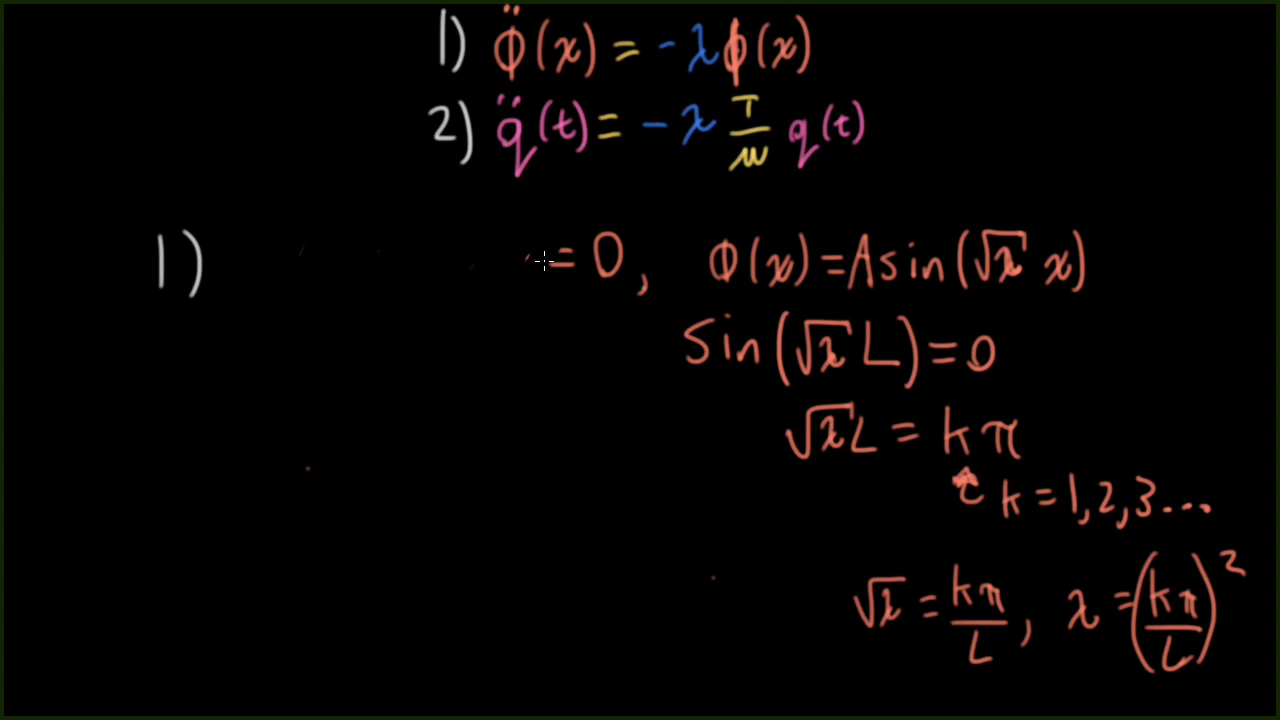 1) φ̈(x) = -λφ(x)
2) q̈(t) = -λ T/m q(t)
1) = 0, φ(x) = A sin(√λ x)
Sin(√λ L) = 0
√λ L = kπ
k = 1, 2, 3...
√λ = kπ/L, λ = (kπ/L)²